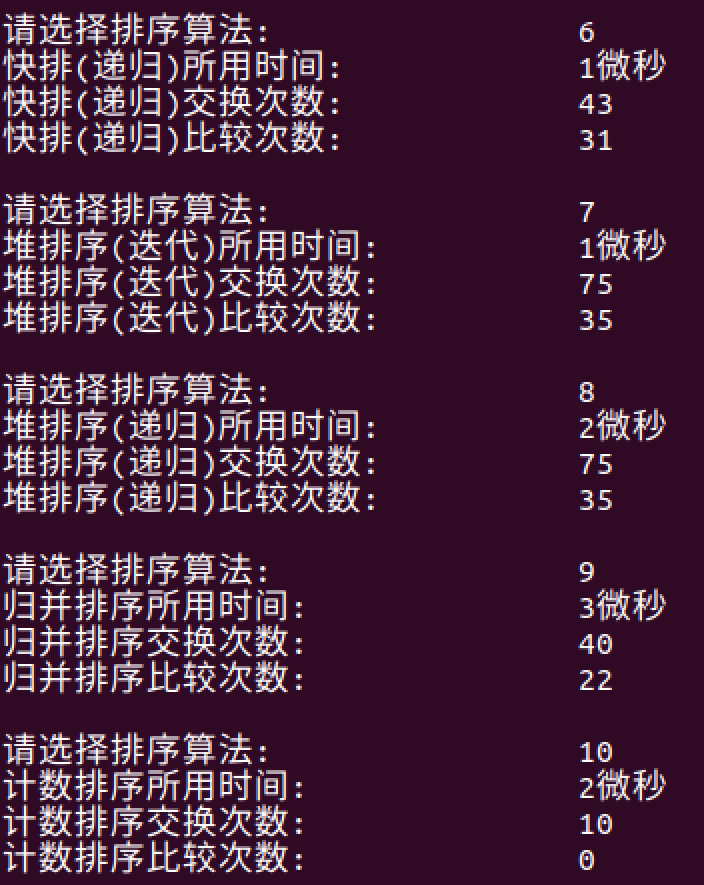 请选择排序算法: 6
快排(递归)所用时间: 1微秒
快排(递归)交换次数: 43
快排(递归)比较次数: 31
请选择排序算法: 7
堆排序(迭代)所用时间: 1微秒
堆排序(迭代)交换次数: 75
堆排序(迭代)比较次数: 35
请选择排序算法: 8
堆排序(递归)所用时间: 2微秒
堆排序(递归)交换次数: 75
堆排序(递归)比较次数: 35
请选择排序算法: 9
归并排序所用时间: 3微秒
归并排序交换次数: 40
归并排序比较次数: 22
请选择排序算法: 10
计数排序所用时间: 2微秒
计数排序交换次数: 10
计数排序比较次数: 0